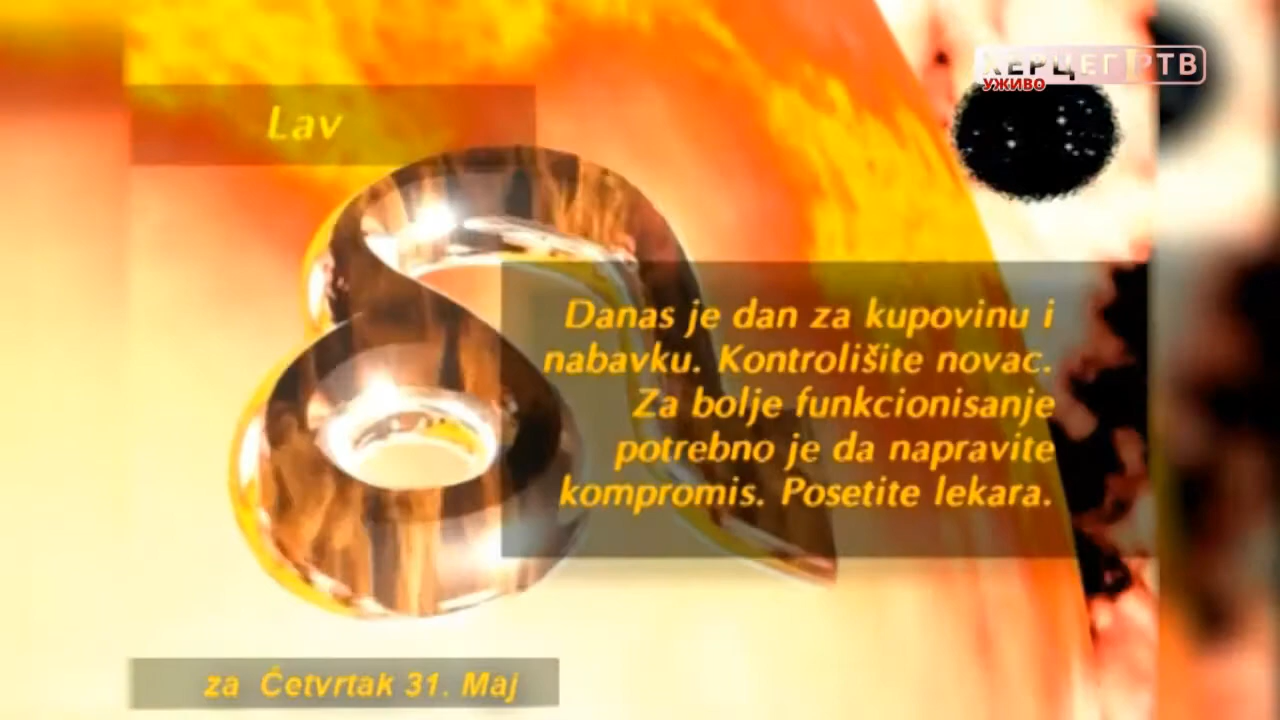 ХЕРЦЕГ РТВ
УЖИВО
Lav
Danas je dan za kupovinu i
nabavku. Kontrolišite novac.
Za bolje funkcionisanje
potrebno je da napravite
kompromis. Posetite lekara.
za Ćetvrtak 31. Maj